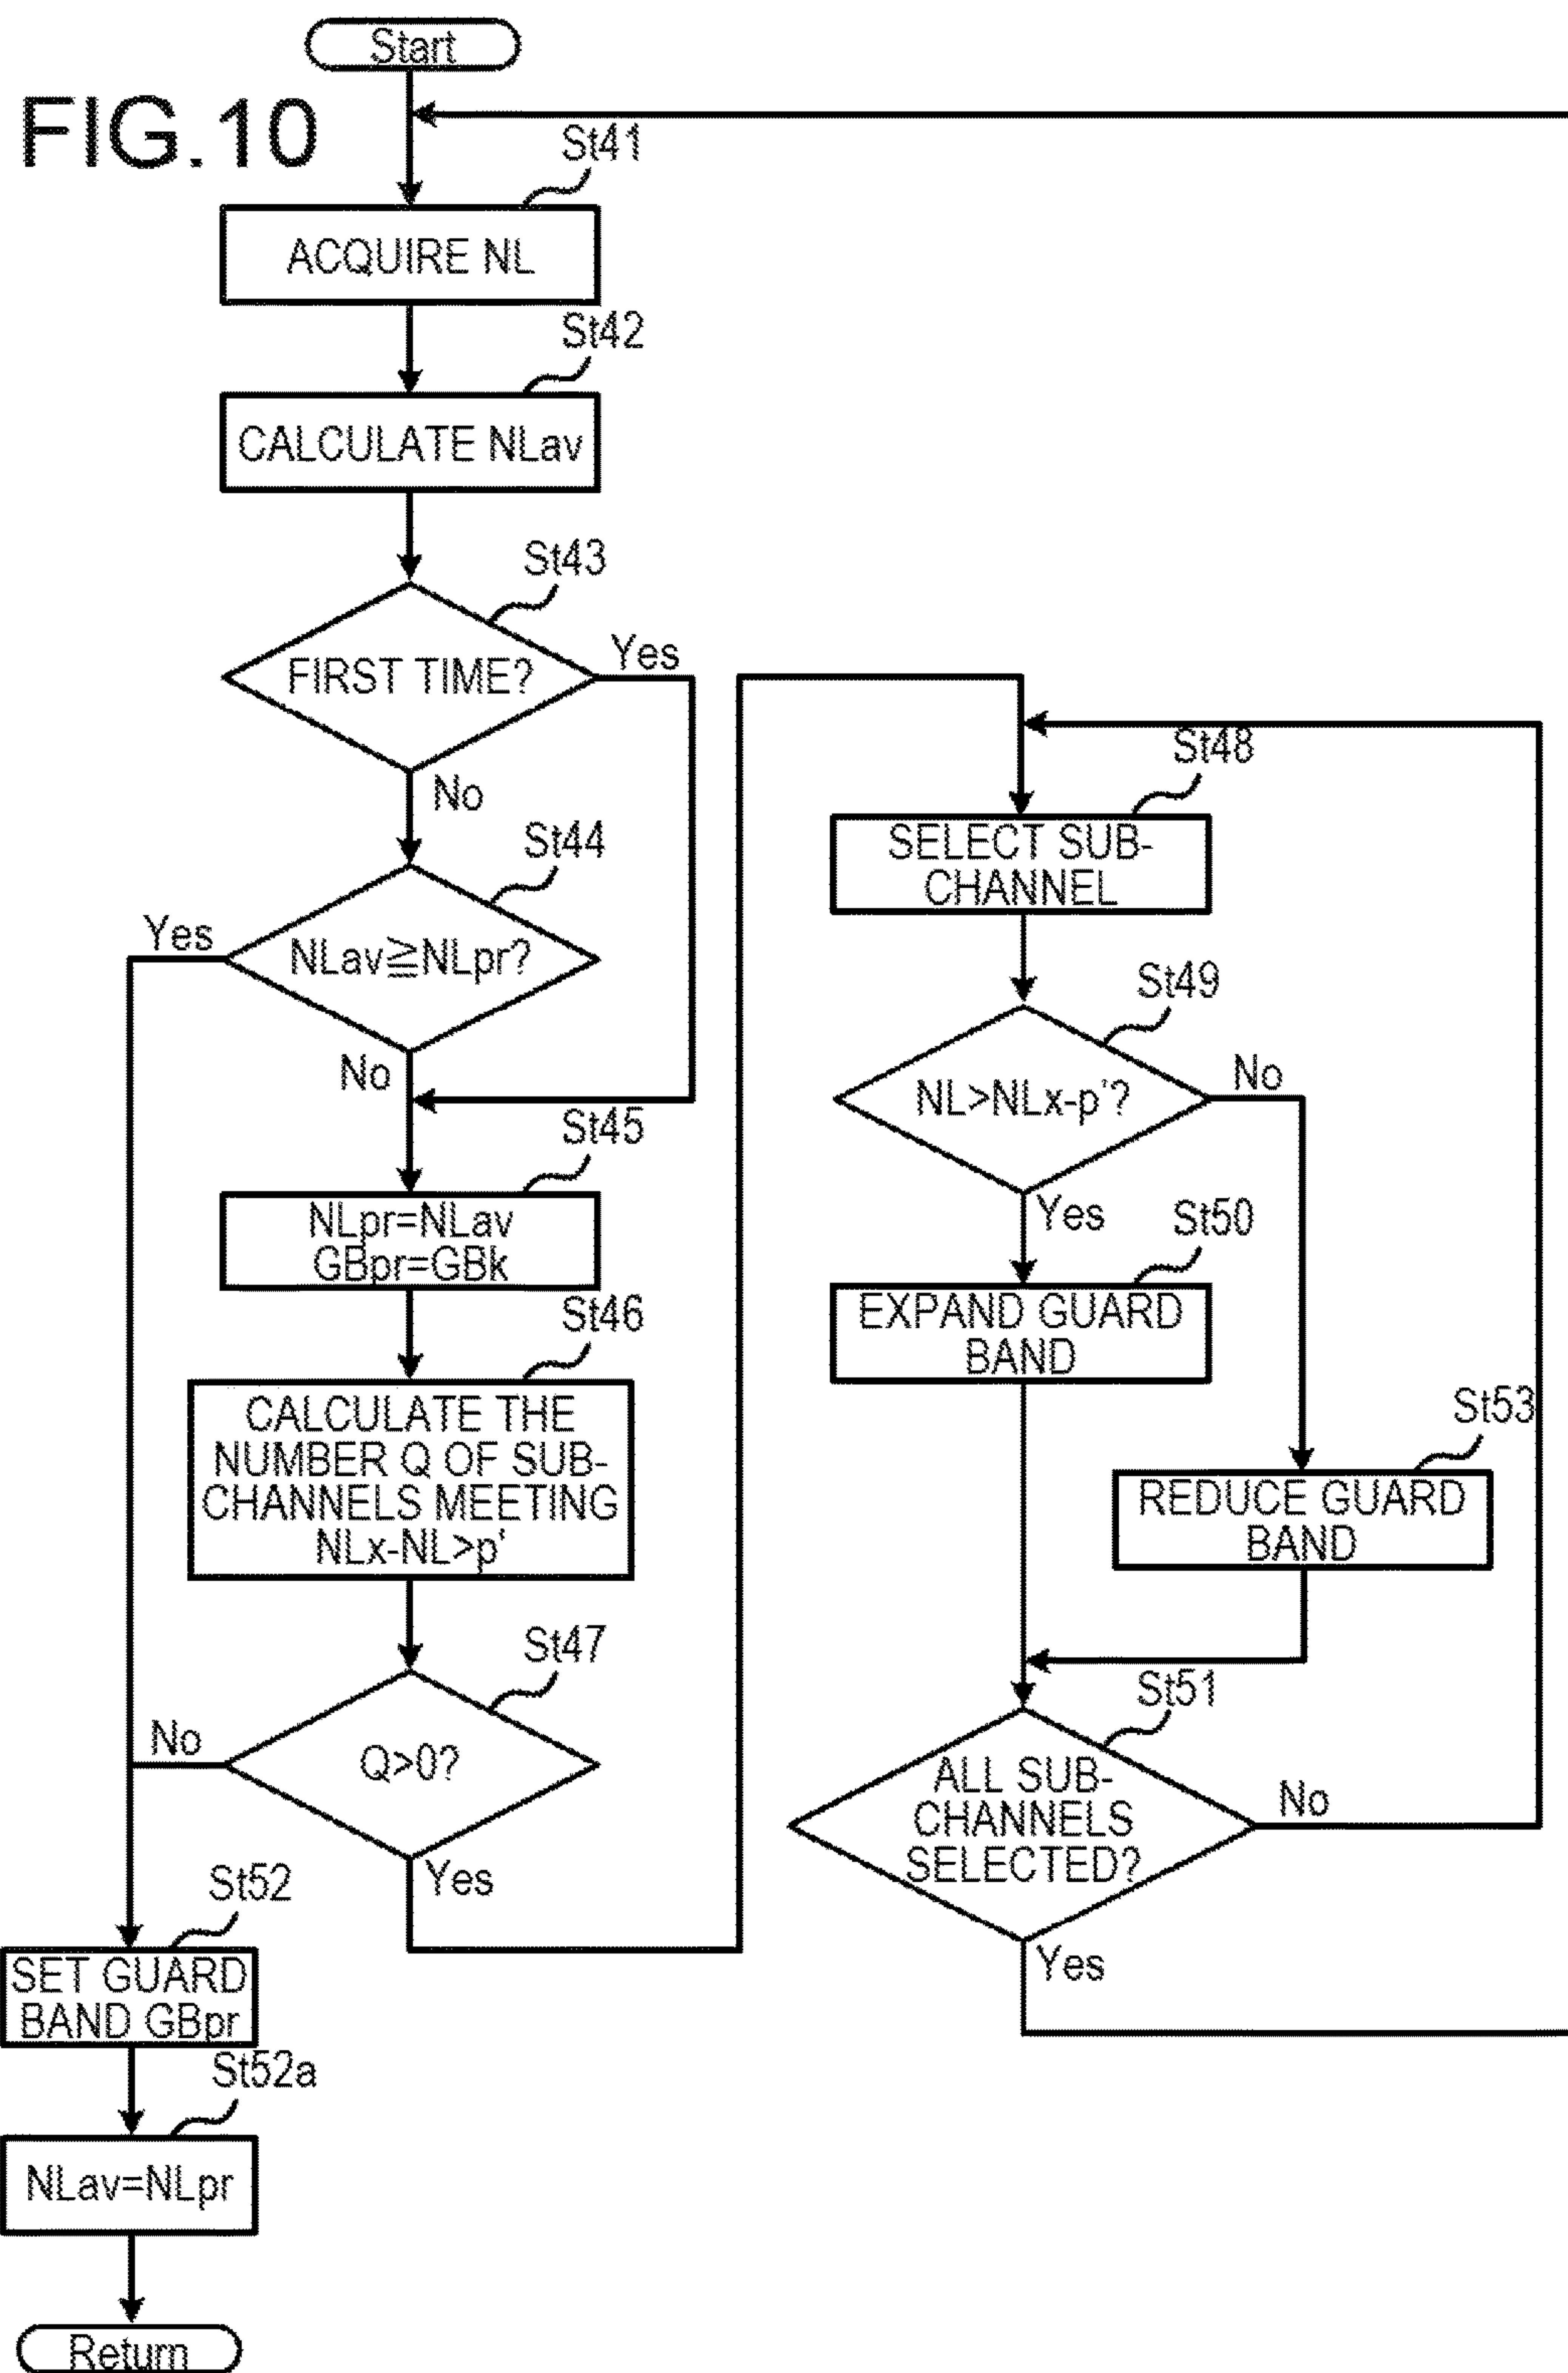 Start
FIG.10
St41
ACQUIRE NL
St42
CALCULATE NLav
St43
FIRST TIME?
Yes
No
St44
Yes
NLav≧NLpr?
No
St45
NLpr=NLav
GBpr=GBk
St46
CALCULATE THE
NUMBER Q OF SUB-
CHANNELS MEETING
NLx-NL>p'
St47
No
Q>0?
Yes
St52
SET GUARD
BAND GBpr
St52a
NLav=NLpr
Return
St48
SELECT SUB-
CHANNEL
St49
NL>NLx-p'?
No
Yes
St50
EXPAND GUARD
BAND
St53
REDUCE GUARD
BAND
St51
ALL SUB-
CHANNELS
SELECTED?
No
Yes